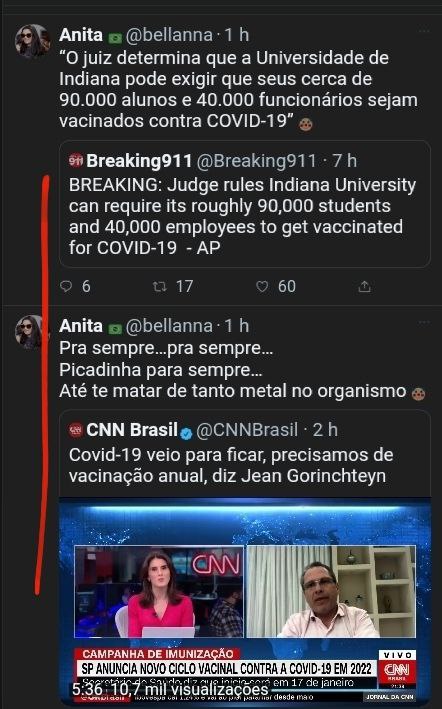 Anita @bellanna · 1 h
“O juiz determina que a Universidade de
Indiana pode exigir que seus cerca de
90.000 alunos e 40.000 funcionários sejam
vacinados contra COVID-19”
911 Breaking911 @Breaking911 · 7 h
BREAKING: Judge rules Indiana University
can require its roughly 90,000 students
and 40,000 employees to get vaccinated
for COVID-19 - AP
6 17 60
Anita @bellanna · 1 h
Pra sempre...pra sempre...
Picadinha para sempre...
Até te matar de tanto metal no organismo
CNN Brasil @CNNBrasil · 2 h
Covid-19 veio para ficar, precisamos de
vacinação anual, diz Jean Gorinchteyn
CNN
CAMPANHA DE IMUNIZAÇÃO
VIVO
SP ANUNCIA NOVO CICLO VACINAL CONTRA A COVID-19 EM 2022
CNN
BRASIL
Secretário de Saúde diz que início será em 17 de janeiro
21:34
5:36 10,7 mil visualizações
JORNAL DA CNN